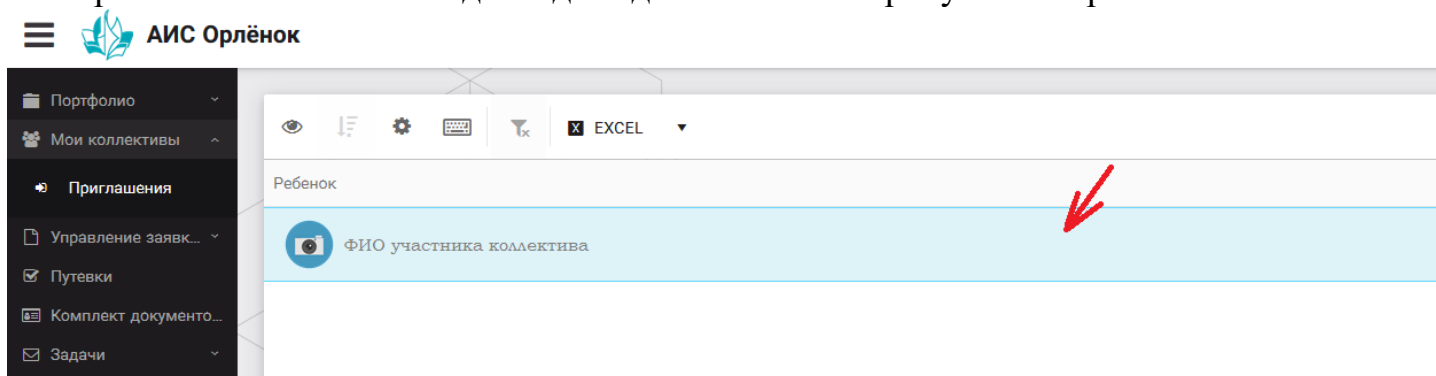 АИС Орлёнок
Портфолио
Мои коллективы
Приглашения
Управление заявк...
Путевки
Комплект документо...
Задачи
EXCEL
Ребенок
ФИО участника коллектива